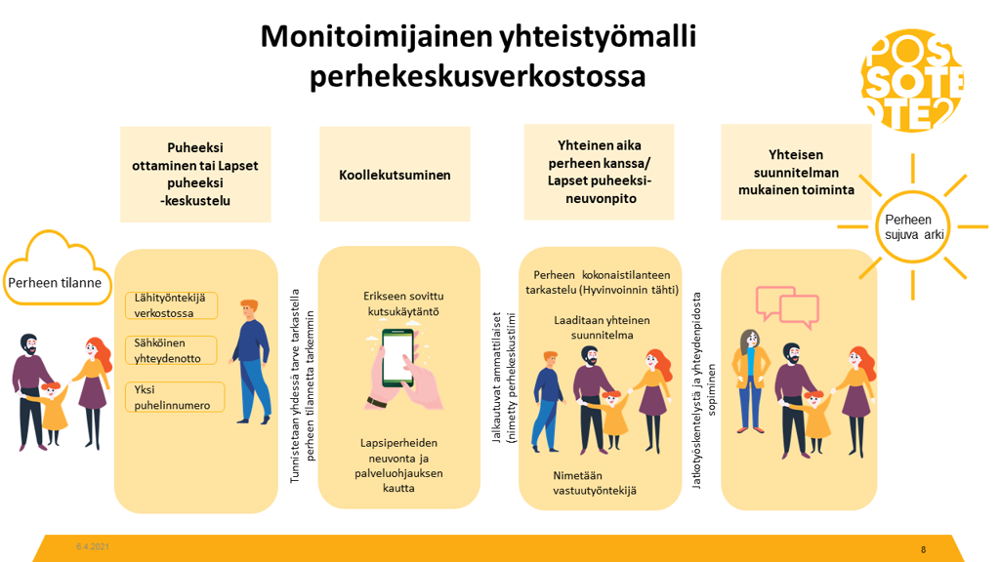 Monitoimijainen yhteistyömalli
perhekeskusverkostossa
POSO
SOTE
OTE2
Puheeksi
ottaminen tai Lapset
puheeksi
-keskustelu
Koollekutsuminen
Yhteinen aika
perheen kanssa/
Lapset puheeksi-
neuvonpito
Yhteisen
suunnitelman
mukainen toiminta
Perheen
sujuva arki
Perheen tilanne
Lähityöntekijä
verkostossa
Sähköinen
yhteydenotto
Yksi
puhelinnumero
Tunnistetaan yhdessä tarve tarkastella
perheen tilannetta tarkemmin
Erikseen sovittu
kutsukäytäntö
Lapsiperheiden
neuvonta ja
palveluohjauksen
kautta
Jalkautuvat ammattilaiset
(nimetty perhekeskustiimi
Perheen kokonaistilanteen
tarkastelu (Hyvinvoinnin tähti)
Laaditaan yhteinen
suunnitelma
Nimetään
vastuutyöntekijä
Jatkotyöskentelystä ja yhteydenpidosta
sopiminen
6.4.2021
8